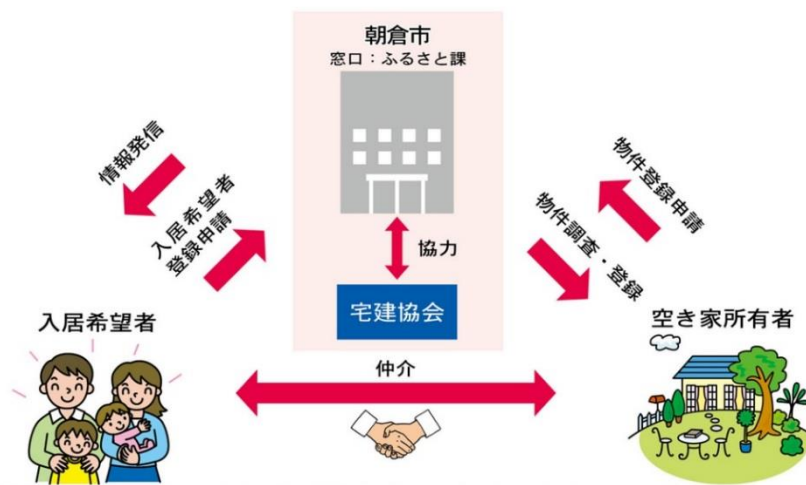 朝倉市
窓口：ふるさと課
情報発信
入居希望者
登録申請
物件登録申請
物件調査・登録
協力
宅建協会
入居希望者
空き家所有者
仲介